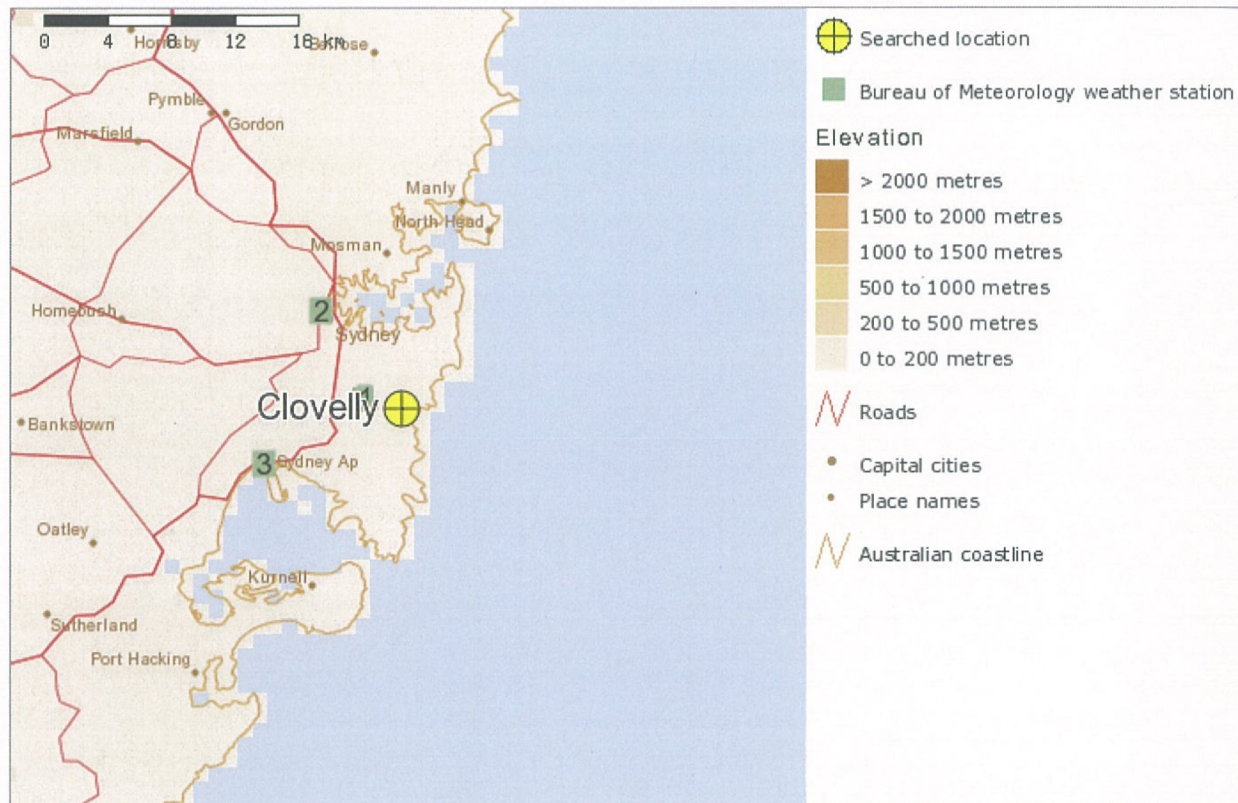 0 4 8 12 16 km
Hornsby
Belrose
Pymble
Gordon
Marsfield
Manly
North Head
Mosman
2
Homebush
Sydney
1
Clovelly
Bankstown
3
Sydney Ap
Oatley
Kurnell
Sutherland
Port Hacking
Searched location
Bureau of Meteorology weather station
Elevation
> 2000 metres
1500 to 2000 metres
1000 to 1500 metres
500 to 1000 metres
200 to 500 metres
0 to 200 metres
Roads
Capital cities
Place names
Australian coastline